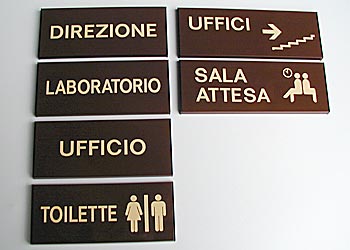 DIREZIONE
LABORATORIO
UFFICIO
TOILETTE
UFFICI
SALA
ATTESA